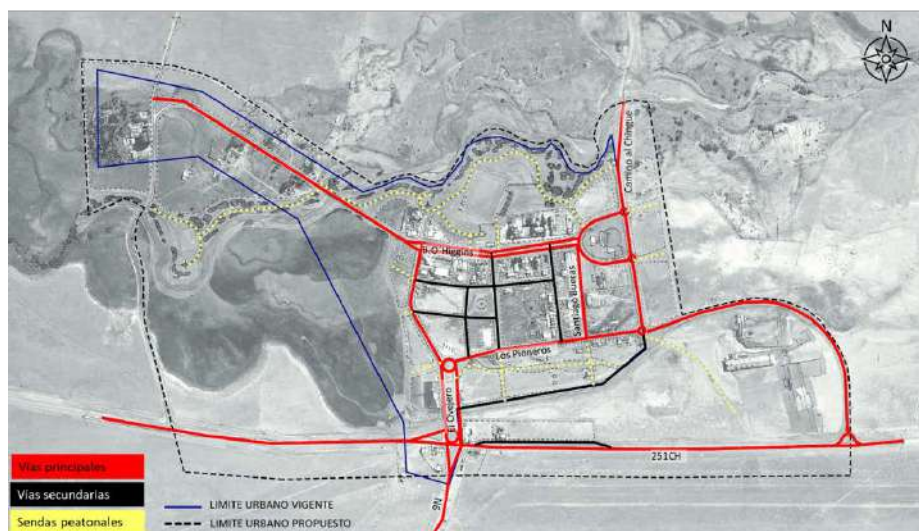 N
Camino al Chingue
B.O´Higgins
Santiago Bueras
Los Pioneros
El Ovejero
251CH
9N
Vías principales
Vías secundarias
Sendas peatonales
LIMITE URBANO VIGENTE
LIMITE URBANO PROPUESTO